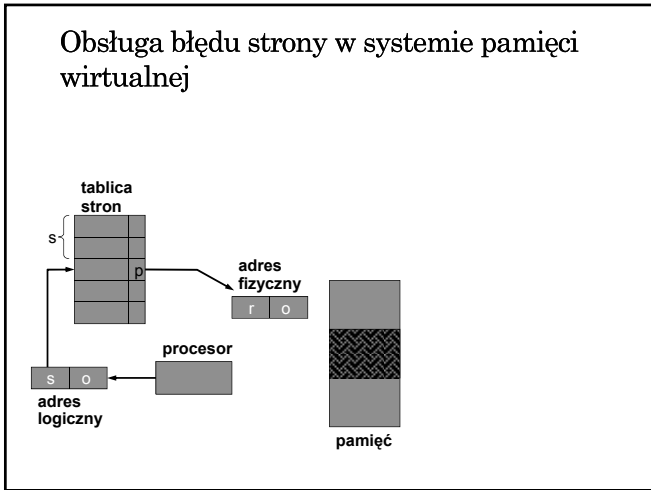 Obsługa błędu strony w systemie pamięci
wirtualnej
tablica
stron
s
p
adres
fizyczny
r o
procesor
s o
adres
logiczny
pamięć